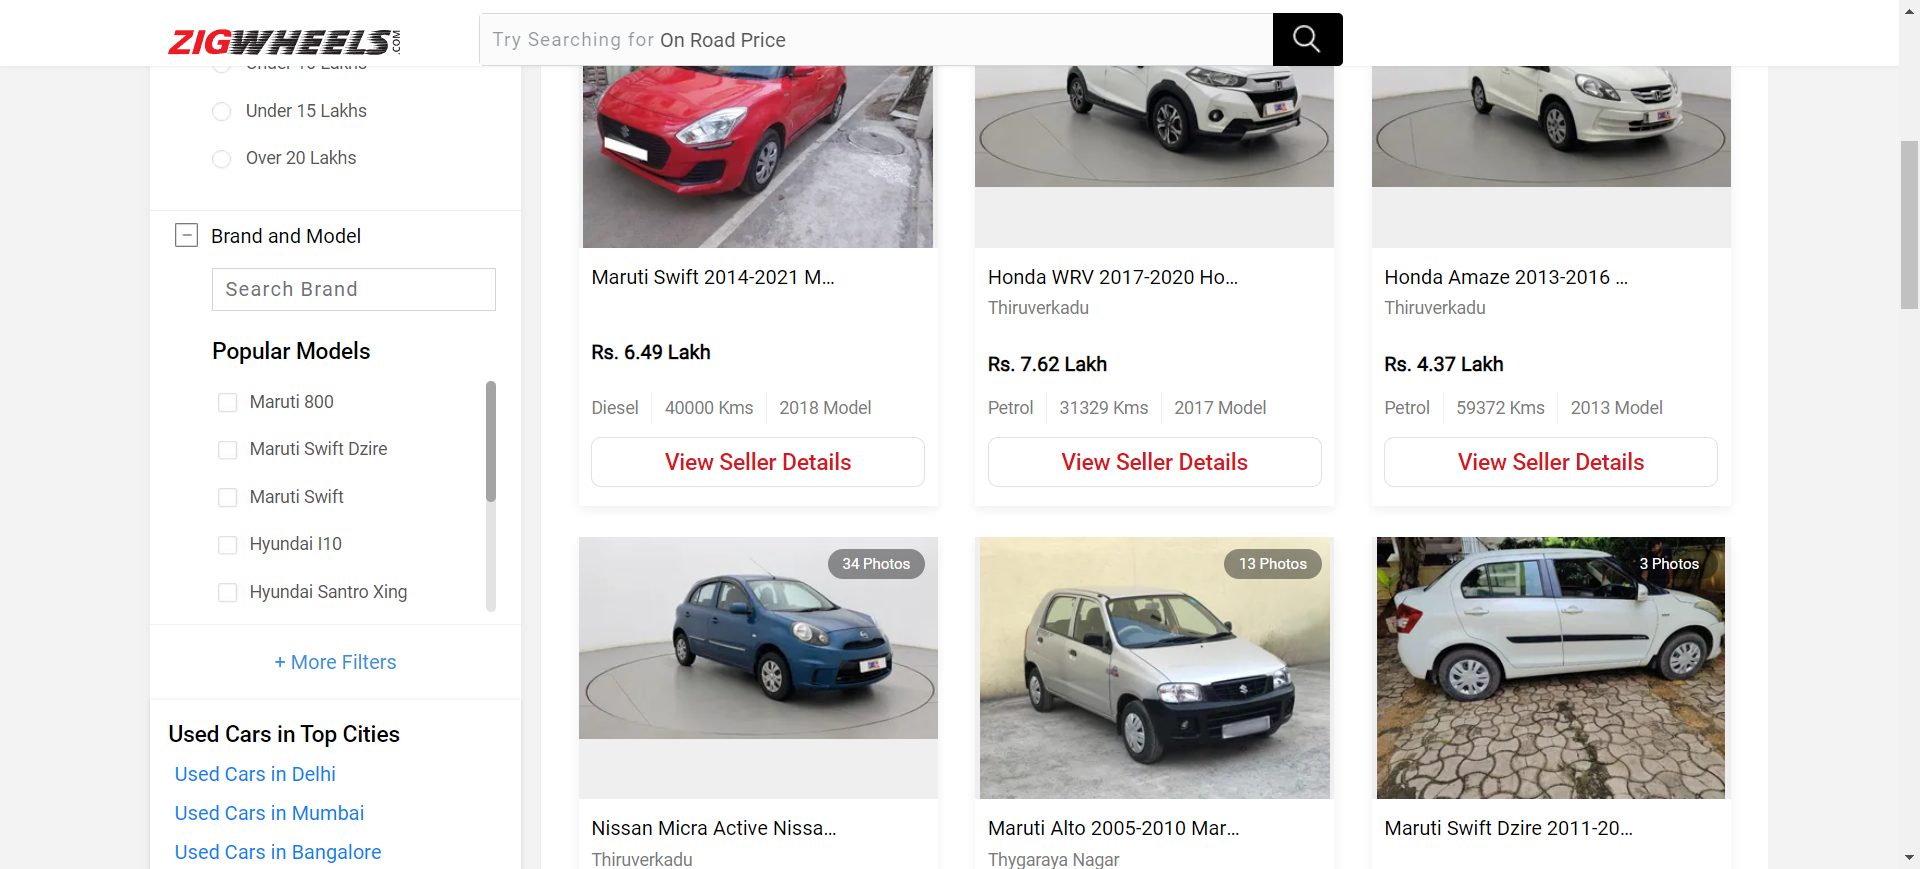 ZIGWHEELS.COM
Try Searching for On Road Price
Under 15 Lakhs
Over 20 Lakhs
Brand and Model
Search Brand
Popular Models
Maruti 800
Maruti Swift Dzire
Maruti Swift
Hyundai I10
Hyundai Santro Xing
+ More Filters
Used Cars in Top Cities
Used Cars in Delhi
Used Cars in Mumbai
Used Cars in Bangalore
Maruti Swift 2014-2021 M...
Rs. 6.49 Lakh
Diesel 40000 Kms 2018 Model
View Seller Details
Honda WRV 2017-2020 Ho...
Thiruverkadu
Rs. 7.62 Lakh
Petrol 31329 Kms 2017 Model
View Seller Details
Honda Amaze 2013-2016 ...
Thiruverkadu
Rs. 4.37 Lakh
Petrol 59372 Kms 2013 Model
View Seller Details
34 Photos
Nissan Micra Active Nissa...
Thiruverkadu
13 Photos
Maruti Alto 2005-2010 Mar...
Thygaraya Nagar
3 Photos
Maruti Swift Dzire 2011-20...